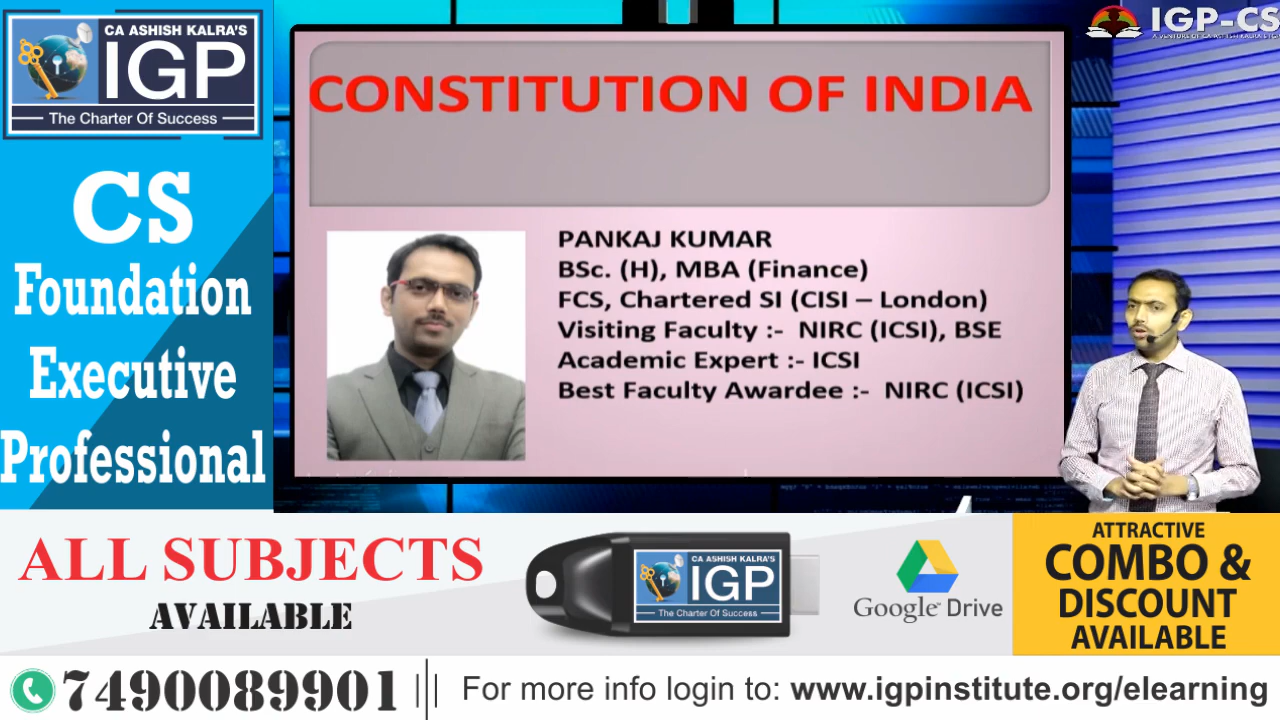 CA ASHISH KALRA'S
IGP
The Charter Of Success
CS
Foundation
Executive
Professional
CONSTITUTION OF INDIA
PANKAJ KUMAR
BSc. (H), MBA (Finance)
FCS, Chartered SI (CISI – London)
Visiting Faculty :- NIRC (ICSI), BSE
Academic Expert :- ICSI
Best Faculty Awardee :- NIRC (ICSI)
IGP-CS
ALL SUBJECTS
AVAILABLE
CA ASHISH KALRA'S
IGP
The Charter Of Success
Google Drive
ATTRACTIVE
COMBO &
DISCOUNT
AVAILABLE
7490089901 || For more info login to: www.igpinstitute.org/elearning